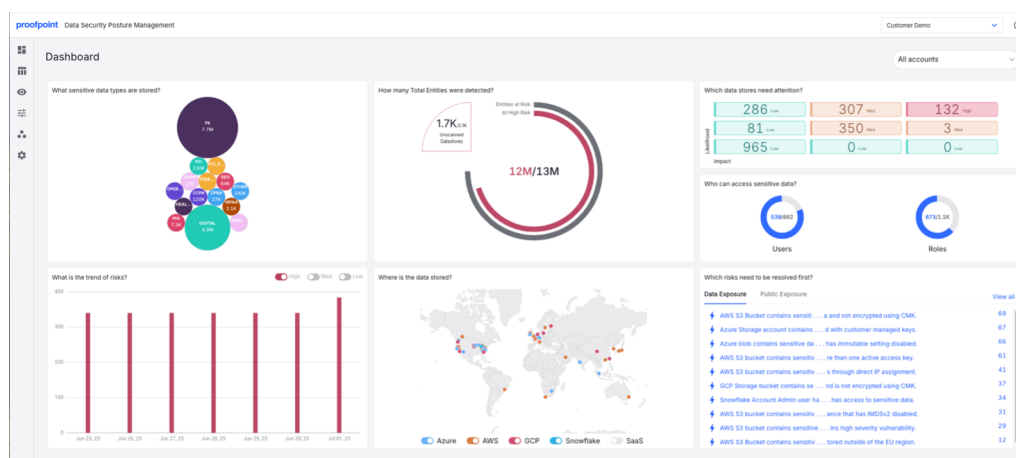 proofpoint. Data Security Posture Management
Customer Demo
Dashboard
All accounts
What sensitive data types are stored?
PII
7.7M
OTHER
CCPA
HIPAA
2.1K
PHI
7.3K
DIGITAL
4.3M
How many Total Entities were detected?
Entities at Risk
At High Risk
Unscanned
Datastores
12M/13M
Which data stores need attention?
286 Low
307 Med
132 High
81 Low
350 Med
3 Med
965 Low
0 Low
0 Low
Likelihood
Impact
Who can access sensitive data?
539/662
673/1.1K
Users
Roles
What is the trend of risks?
High
Med
Low
400
300
200
100
0
Jun 25, 25
Jun 26, 25
Jun 27, 25
Jun 28, 25
Jun 29, 25
Jun 30, 25
Jul 01, 25
Where is the data stored?
Azure
AWS
GCP
Snowflake
SaaS
Which risks need to be resolved first?
Data Exposure
Public Exposure
View all
AWS S3 Bucket contains sensiti . . . a and not encrypted using CMK. 69
Azure Storage account contains . . . d with customer managed keys. 67
Azure blob contains sensitive da . . . has immutable setting disabled. 66
AWS S3 bucket contains sensitiv . . . re than one active access key. 61
AWS S3 bucket contains sensitiv . . . s through direct IP assignment. 41
GCP Storage bucket contains se . . . nd is not encrypted using CMK. 37
Snowflake Account Admin user ha . . . has access to sensitive data. 34
AWS S3 bucket contains sensitiv . . . ance that has IMDSv2 disabled. 31
AWS S3 bucket contains sensitiv . . . ins high severity vulnerability. 29
AWS S3 Bucket contains sensitiv . . . tored outside of the EU region. 12